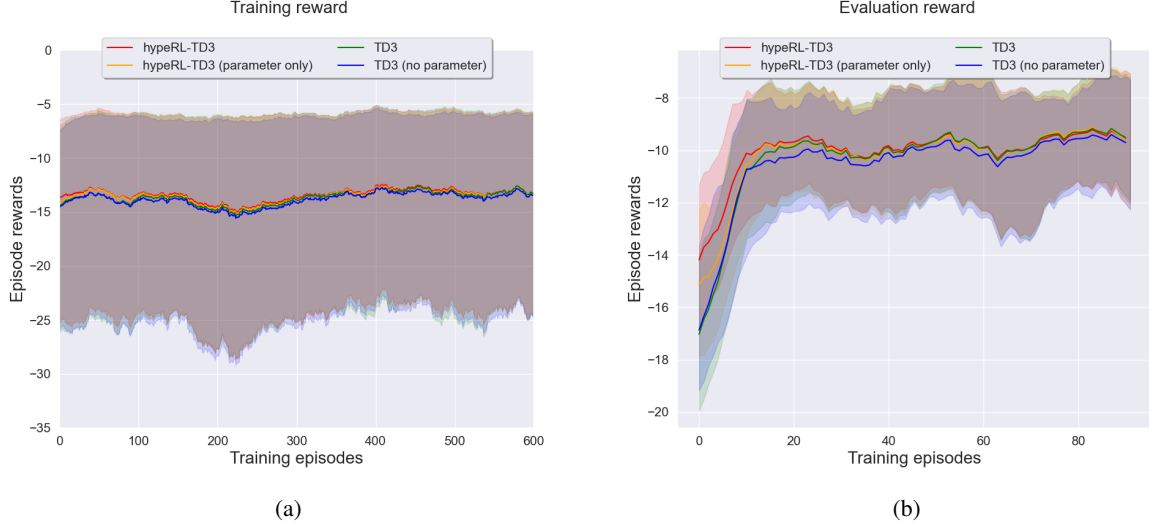 Training reward
hypeRL-TD3
hypeRL-TD3 (parameter only)
TD3
TD3 (no parameter)
Episode rewards
0
−5
−10
−15
−20
−25
−30
−35
0 100 200 300 400 500 600
Training episodes
(a)
Evaluation reward
hypeRL-TD3
hypeRL-TD3 (parameter only)
TD3
TD3 (no parameter)
Episode rewards
−8
−10
−12
−14
−16
−18
−20
0 20 40 60 80
Training episodes
(b)